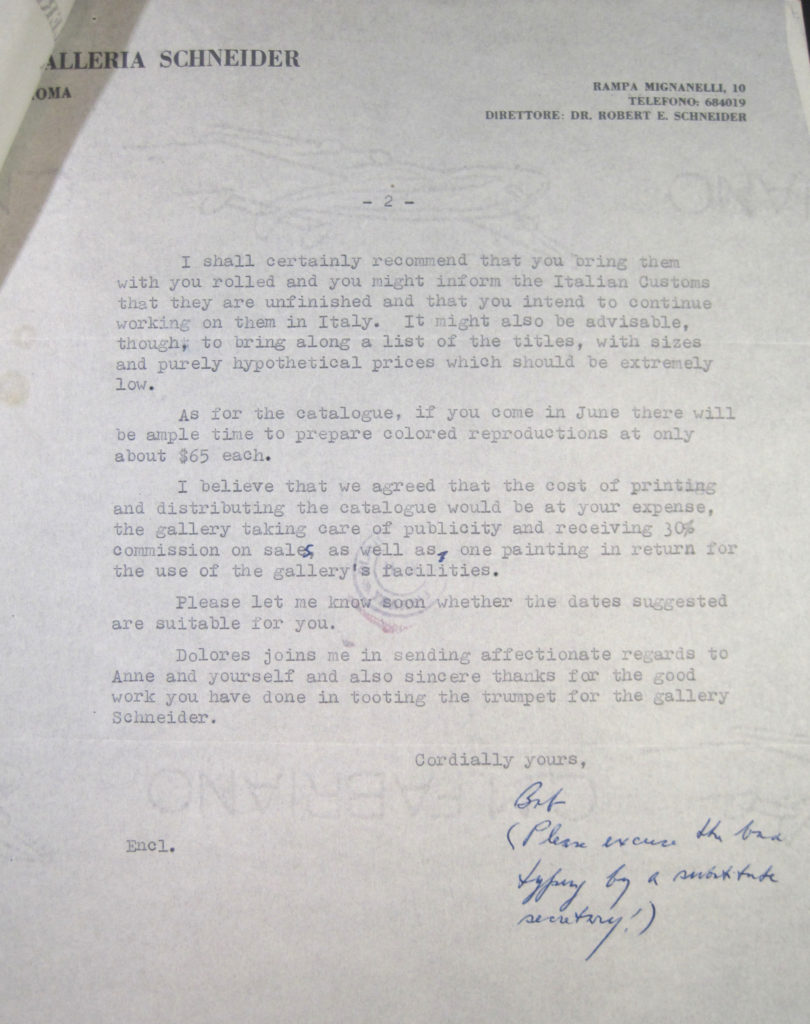 ALLERIA SCHNEIDER
OMA
RAMPA MIGNANELLI, 10
TELEFONO: 684019
DIRETTORE: DR. ROBERT E. SCHNEIDER
- 2 -
I shall certainly recommend that you bring them
with you rolled and you might inform the Italian Customs
that they are unfinished and that you intend to continue
working on them in Italy. It might also be advisable,
though, to bring along a list of the titles, with sizes
and purely hypothetical prices which should be extremely
low.
As for the catalogue, if you come in June there will
be ample time to prepare colored reproductions at only
about $65 each.
I believe that we agreed that the cost of printing
and distributing the catalogue would be at your expense,
the gallery taking care of publicity and receiving 30%
commission on sales, as well as, one painting in return for
the use of the gallery's facilities.
Please let me know soon whether the dates suggested
are suitable for you.
Dolores joins me in sending affectionate regards to
Anne and yourself and also sincere thanks for the good
work you have done in tooting the trumpet for the gallery
Schneider.
Cordially yours,
Bob
(Please excuse the bad
typing by a substitute
secretary!)
Encl.
FABRIANO